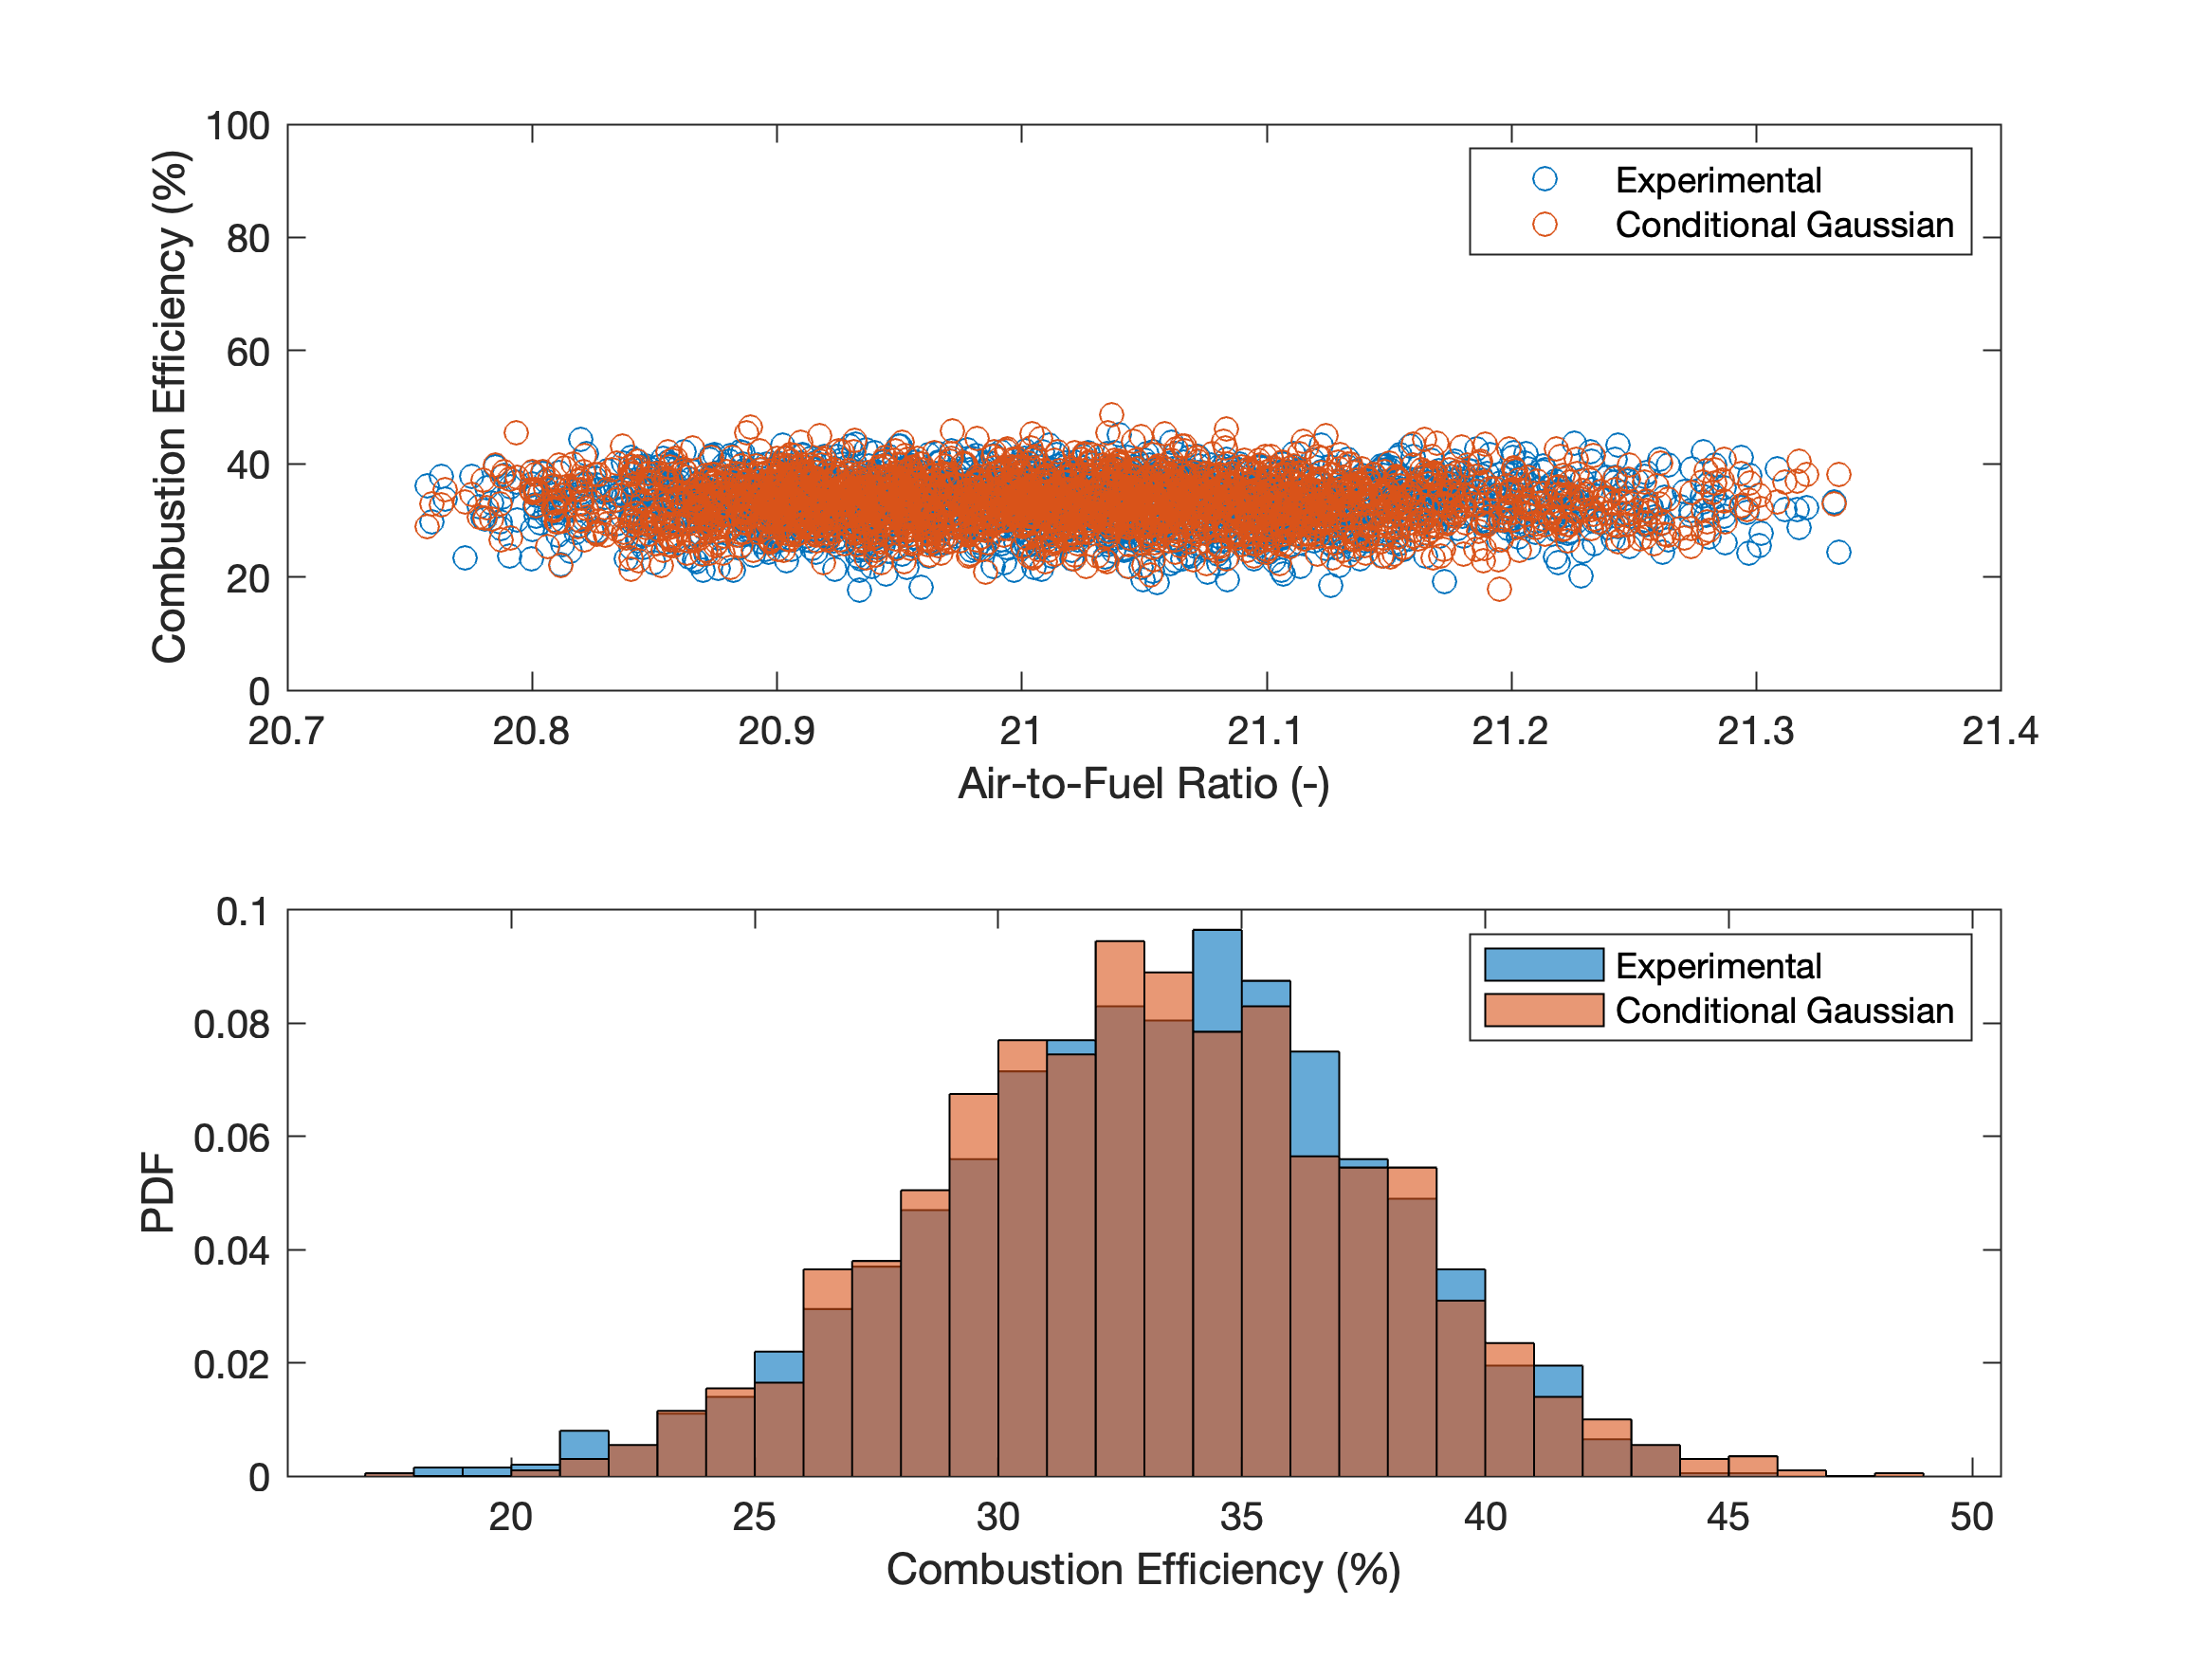 100
80
60
40
20
0
Combustion Efficiency (%)
Experimental
Conditional Gaussian
20.7 20.8 20.9 21 21.1 21.2 21.3 21.4
Air-to-Fuel Ratio (-)
0.1
0.08
0.06
0.04
0.02
0
PDF
Experimental
Conditional Gaussian
20 25 30 35 40 45 50
Combustion Efficiency (%)